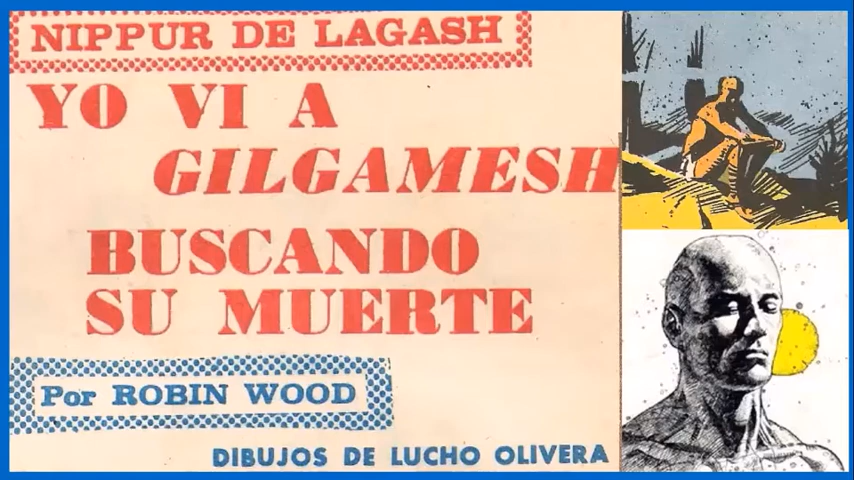 NIPPUR DE LAGASH
YO VI A
GILGAMESH
BUSCANDO
SU MUERTE
Por ROBIN WOOD
DIBUJOS DE LUCHO OLIVERA